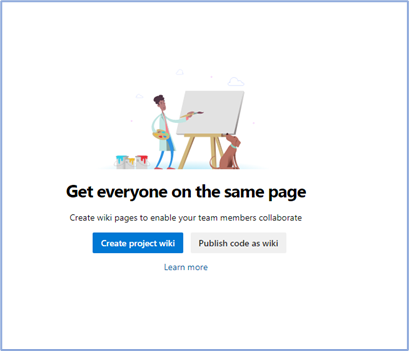 Get everyone on the same page
Create wiki pages to enable your team members collaborate
Create project wiki
Publish code as wiki
Learn more